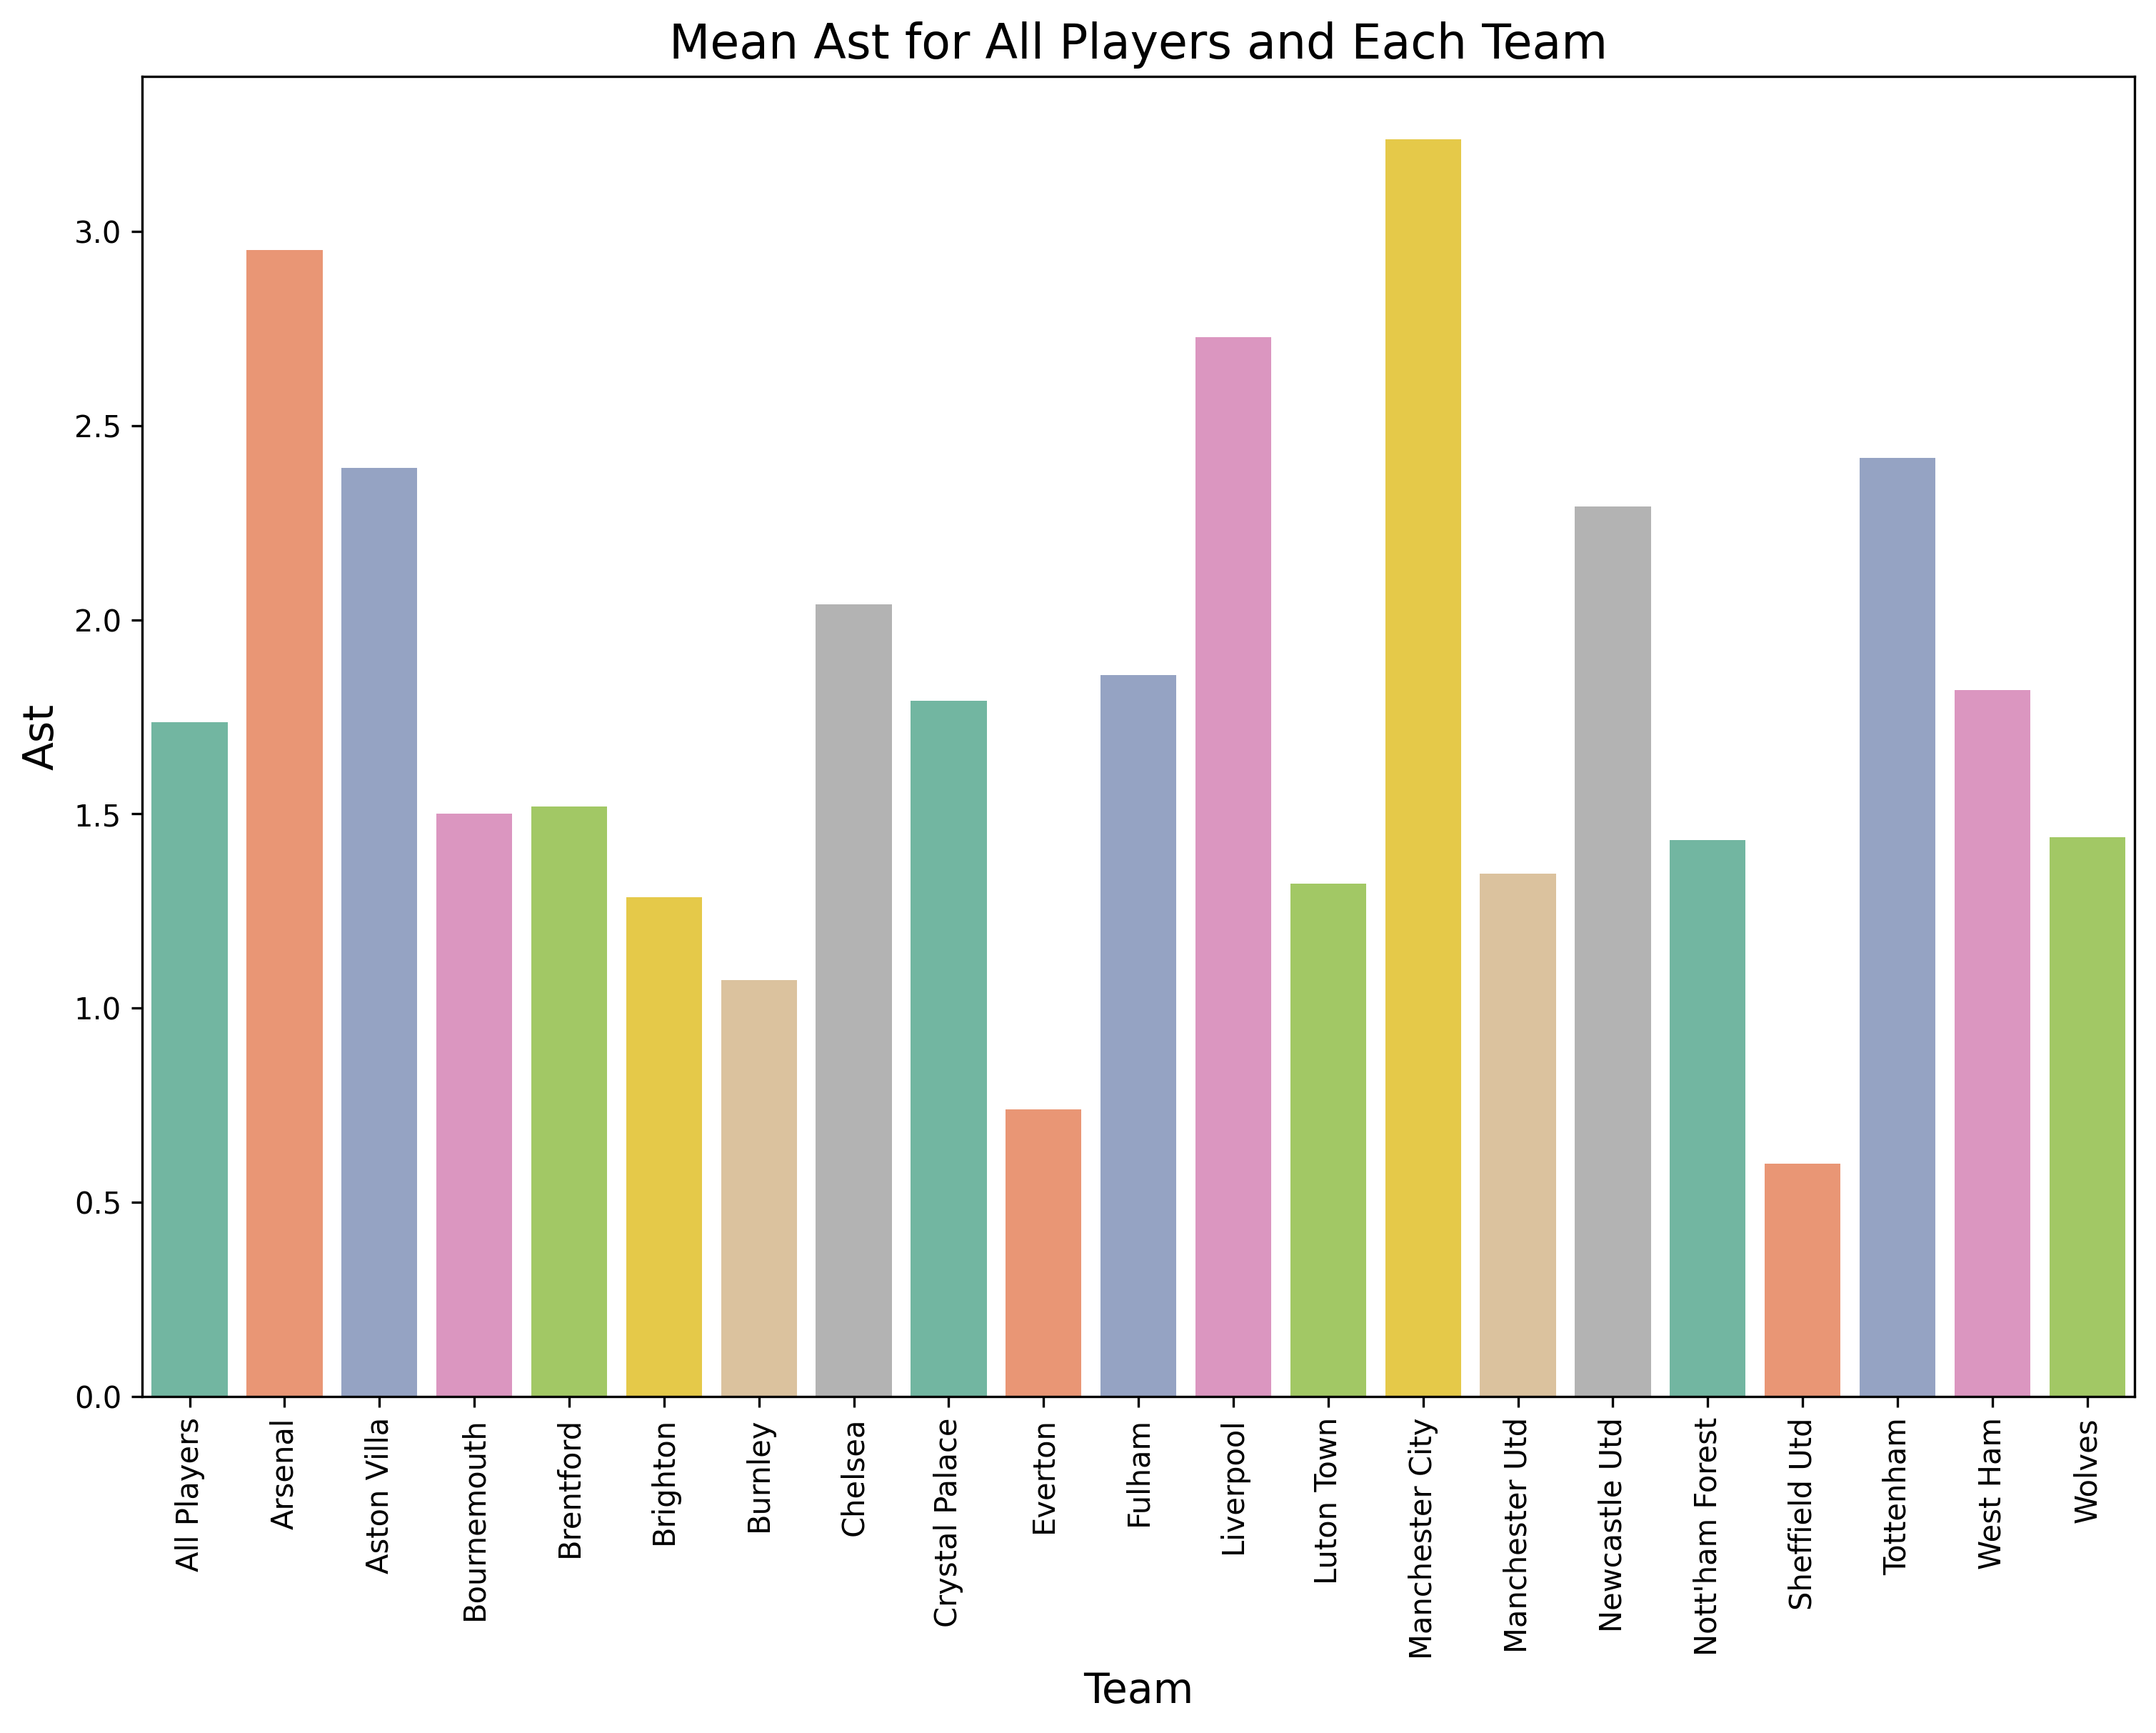 Mean Ast for All Players and Each Team
Ast
3.0
2.5
2.0
1.5
1.0
0.5
0.0
All Players
Arsenal
Aston Villa
Bournemouth
Brentford
Brighton
Burnley
Chelsea
Crystal Palace
Everton
Fulham
Liverpool
Luton Town
Manchester City
Manchester Utd
Newcastle Utd
Nott'ham Forest
Sheffield Utd
Tottenham
West Ham
Wolves
Team